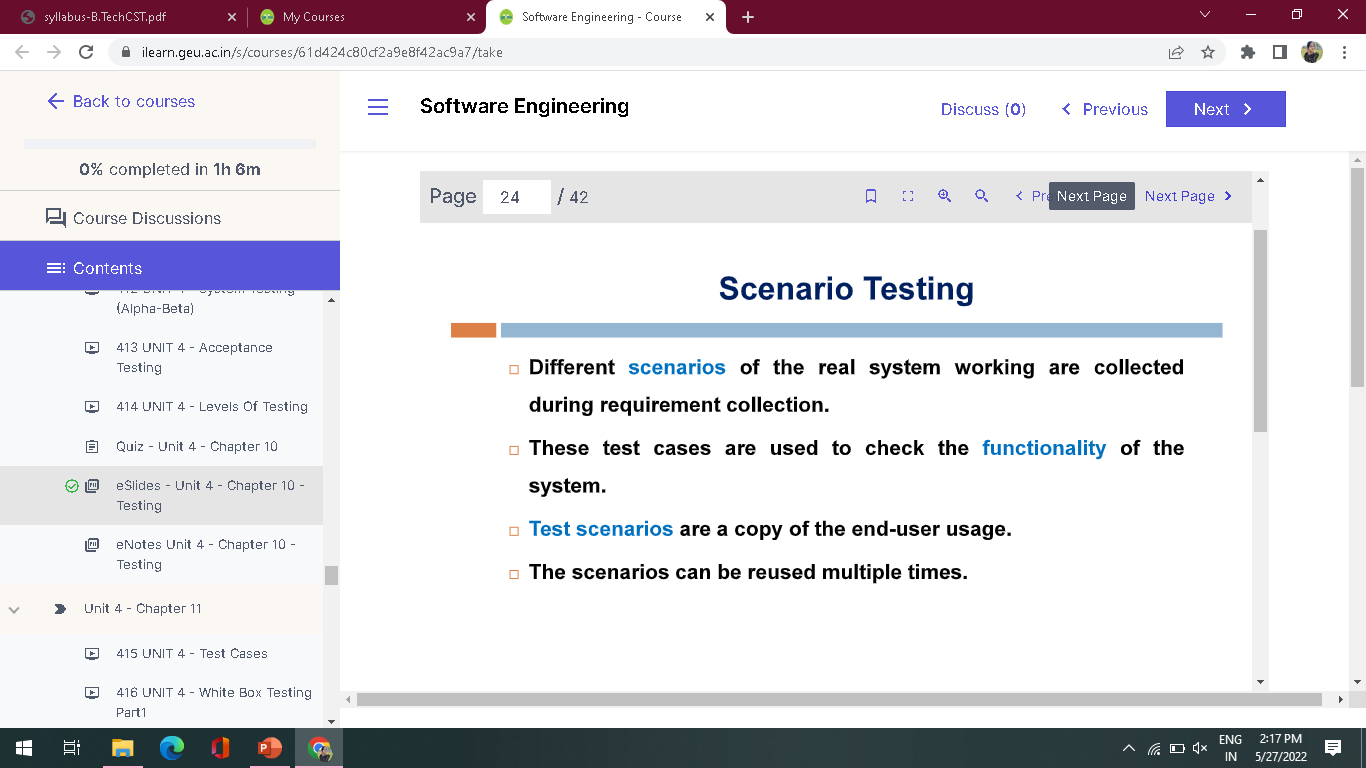 syllabus-B.TechCST.pdf
My Courses
Software Engineering - Course
ilearn.geu.ac.in/s/courses/61d424c80cf2a9e8f42ac9a7/take
Back to courses
0% completed in 1h 6m
Course Discussions
Contents
(Alpha-Beta)
413 UNIT 4 - Acceptance
Testing
414 UNIT 4 - Levels Of Testing
Quiz - Unit 4 - Chapter 10
eSlides - Unit 4 - Chapter 10 -
Testing
eNotes Unit 4 - Chapter 10 -
Testing
Unit 4 - Chapter 11
415 UNIT 4 - Test Cases
416 UNIT 4 - White Box Testing
Part1
Software Engineering
Discuss (0)
Previous
Next
Page 24 / 42
Pre
Next Page
Next Page
Scenario Testing
Different scenarios of the real system working are collected
during requirement collection.
These test cases are used to check the functionality of the
system.
Test scenarios are a copy of the end-user usage.
The scenarios can be reused multiple times.
ENG
IN
2:17 PM
5/27/2022